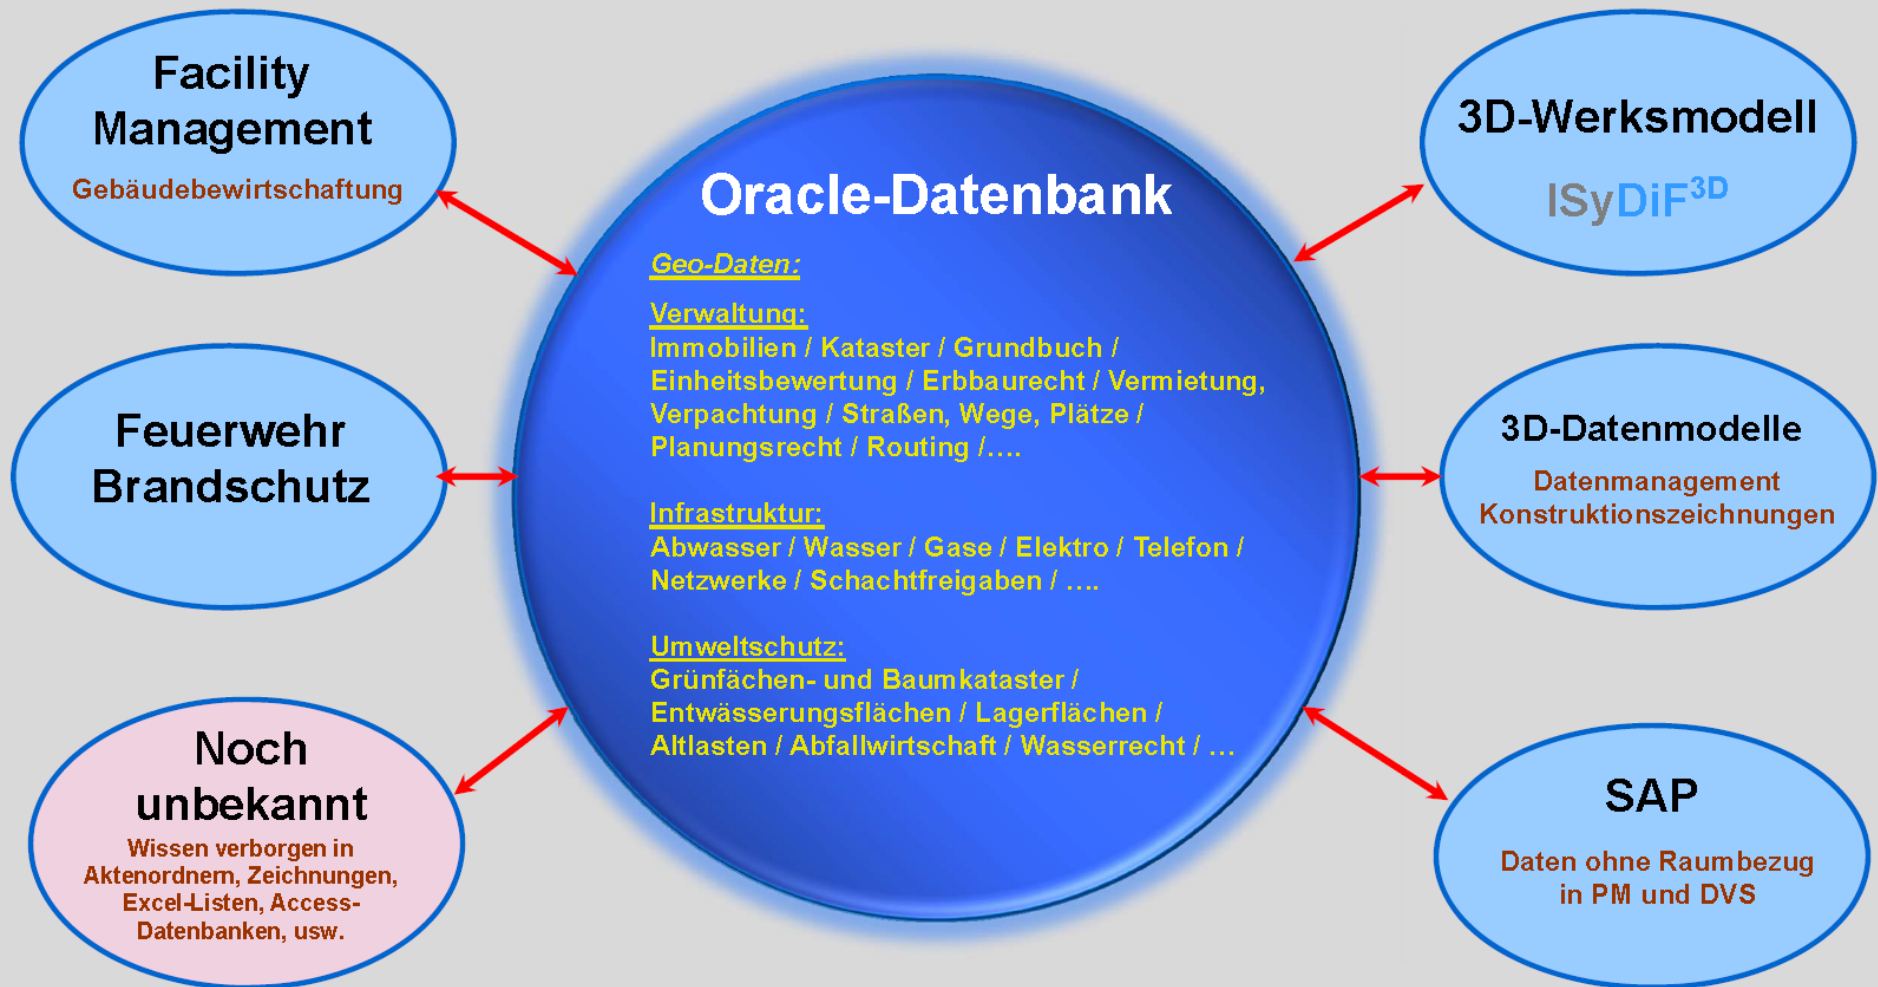 Facility
Management
Gebäudebewirtschaftung
Feuerwehr
Brandschutz
Noch
unbekannt
Wissen verborgen in
Aktenordnern, Zeichnungen,
Excel-Listen, Access-
Datenbanken, usw.
Oracle-Datenbank
Geo-Daten:
Verwaltung:
Immobilien / Kataster / Grundbuch /
Einheitsbewertung / Erbbaurecht / Vermietung,
Verpachtung / Straßen, Wege, Plätze /
Planungsrecht / Routing /....
Infrastruktur:
Abwasser / Wasser / Gase / Elektro / Telefon /
Netzwerke / Schachtfreigaben / ....
Umweltschutz:
Grünfächen- und Baumkataster /
Entwässerungsflächen / Lagerflächen /
Altlasten / Abfallwirtschaft / Wasserrecht / ...
3D-Werksmodell
ISyDiF3D
3D-Datenmodelle
Datenmanagement
Konstruktionszeichnungen
SAP
Daten ohne Raumbezug
in PM und DVS